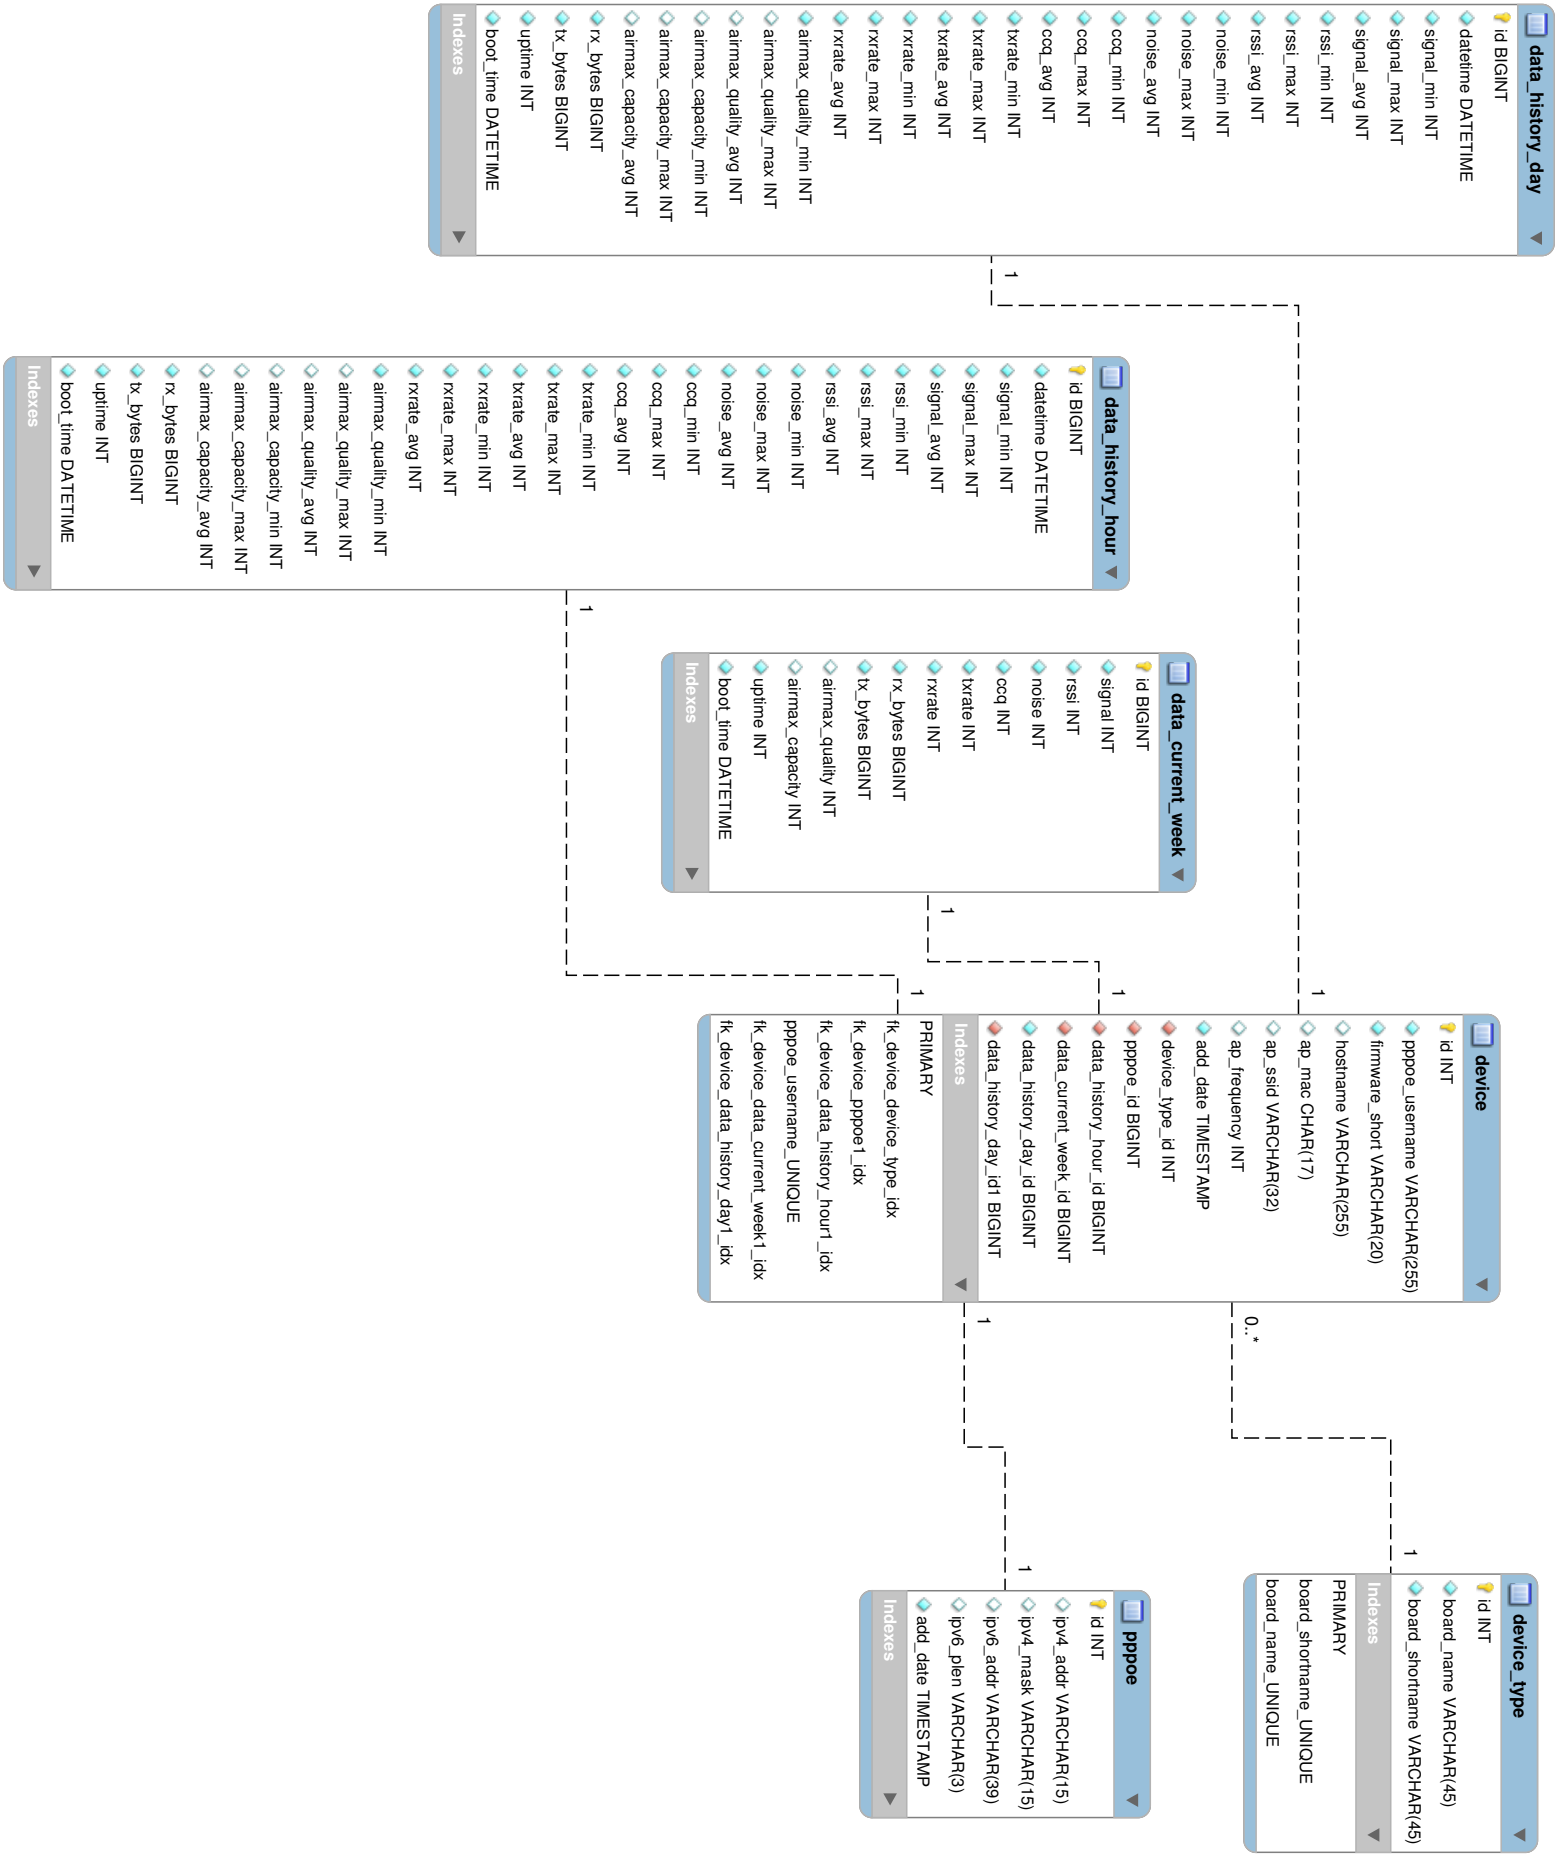 data_history_day
id BIGINT
datetime DATETIME
signal_min INT
signal_max INT
signal_avg INT
rssi_min INT
rssi_max INT
rssi_avg INT
noise_min INT
noise_max INT
noise_avg INT
ccq_min INT
ccq_max INT
ccq_avg INT
txrate_min INT
txrate_max INT
txrate_avg INT
rxrate_min INT
rxrate_max INT
rxrate_avg INT
airmax_quality_min INT
airmax_quality_max INT
airmax_quality_avg INT
airmax_capacity_min INT
airmax_capacity_max INT
airmax_capacity_avg INT
rx_bytes BIGINT
tx_bytes BIGINT
uptime INT
boot_time DATETIME
Indexes
1
1
data_history_hour
id BIGINT
datetime DATETIME
signal_min INT
signal_max INT
signal_avg INT
rssi_min INT
rssi_max INT
rssi_avg INT
noise_min INT
noise_max INT
noise_avg INT
ccq_min INT
ccq_max INT
ccq_avg INT
txrate_min INT
txrate_max INT
txrate_avg INT
rxrate_min INT
rxrate_max INT
rxrate_avg INT
airmax_quality_min INT
airmax_quality_max INT
airmax_quality_avg INT
airmax_capacity_min INT
airmax_capacity_max INT
airmax_capacity_avg INT
rx_bytes BIGINT
tx_bytes BIGINT
uptime INT
boot_time DATETIME
Indexes
1
1
data_current_week
id BIGINT
signal INT
rssi INT
noise INT
ccq INT
txrate INT
rxrate INT
rx_bytes BIGINT
tx_bytes BIGINT
airmax_quality INT
airmax_capacity INT
uptime INT
boot_time DATETIME
Indexes
1
1
device
id INT
pppoe_username VARCHAR(255)
firmware_short VARCHAR(20)
hostname VARCHAR(255)
ap_mac CHAR(17)
ap_ssid VARCHAR(32)
ap_frequency INT
add_date TIMESTAMP
device_type_id INT
pppoe_id BIGINT
data_history_hour_id BIGINT
data_current_week_id BIGINT
data_history_day_id BIGINT
data_history_day_id1 BIGINT
Indexes
PRIMARY
fk_device_device_type_idx
fk_device_pppoe1_idx
fk_device_data_history_hour1_idx
pppoe_username_UNIQUE
fk_device_data_current_week1_idx
fk_device_data_history_day1_idx
0..*
1
1
1
device_type
id INT
board_name VARCHAR(45)
board_shortname VARCHAR(45)
Indexes
PRIMARY
board_shortname_UNIQUE
board_name_UNIQUE
pppoe
id INT
ipv4_addr VARCHAR(15)
ipv4_mask VARCHAR(15)
ipv6_addr VARCHAR(39)
ipv6_plen VARCHAR(3)
add_date TIMESTAMP
Indexes